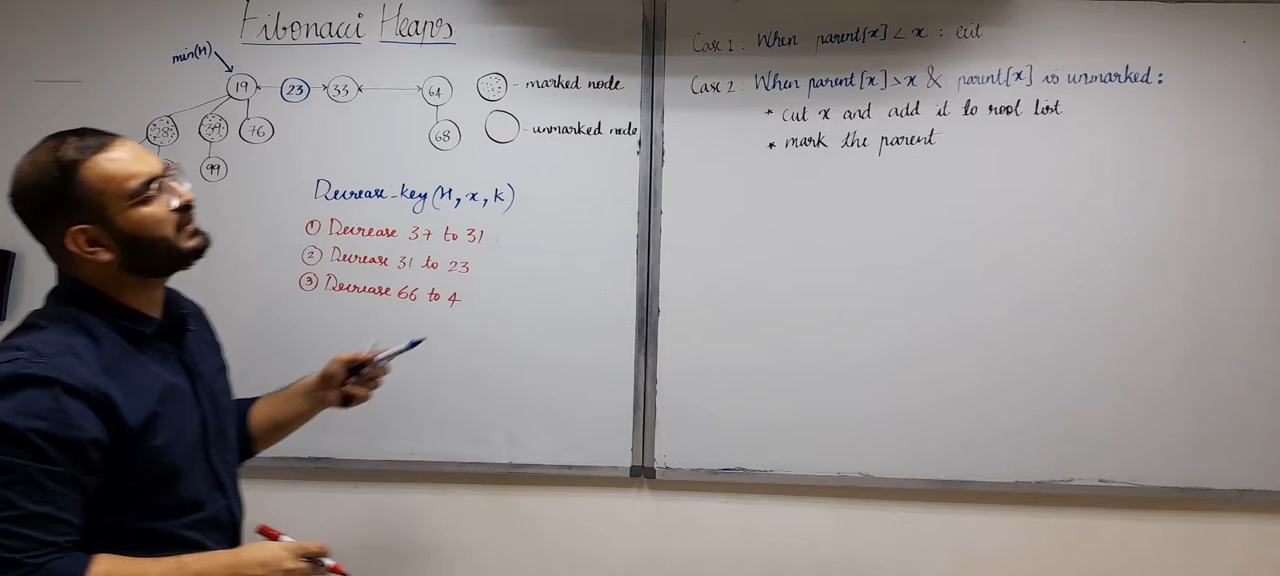 Fibonacci Heaps
min(H)
19 23 33 64
28 39 76 68
99
- marked node
- unmarked node
Decrease-key(H, x, k)
① Decrease 37 to 31
② Decrease 31 to 23
③ Decrease 66 to 4
Case 1: When parent[x] < x : exit
Case 2: When parent[x] > x & parent[x] is unmarked:
* cut x and add it to root list
* mark the parent